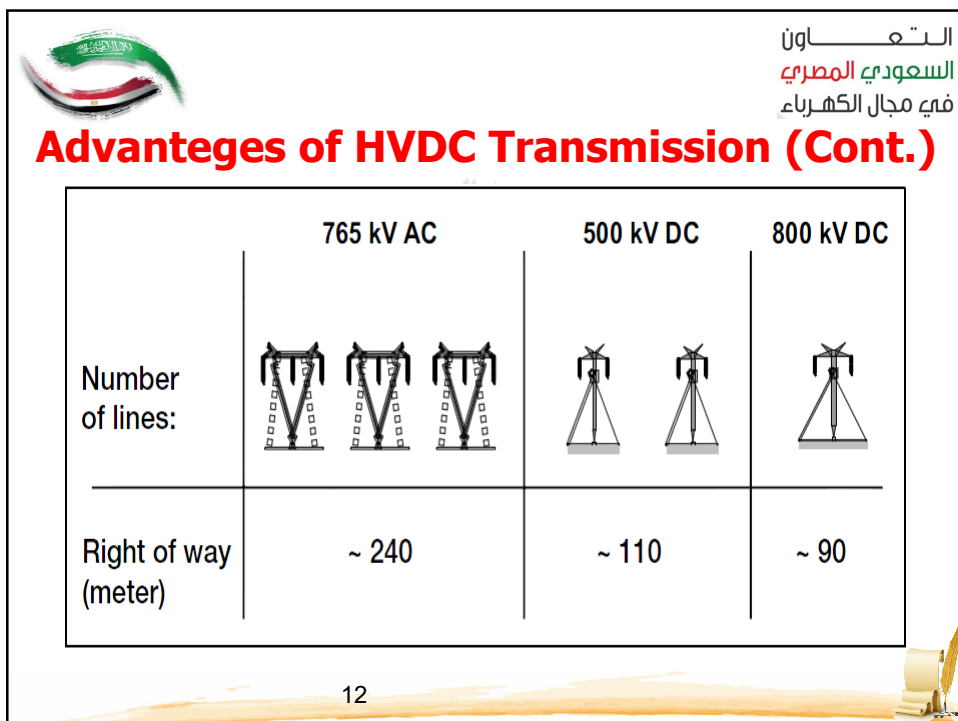 التعـــــاون
السعودي المصري
في مجال الكهرباء
Advanteges of HVDC Transmission (Cont.)
765 kV AC 500 kV DC 800 kV DC
Number
of lines:
Right of way ~ 240 ~ 110 ~ 90
(meter)
12